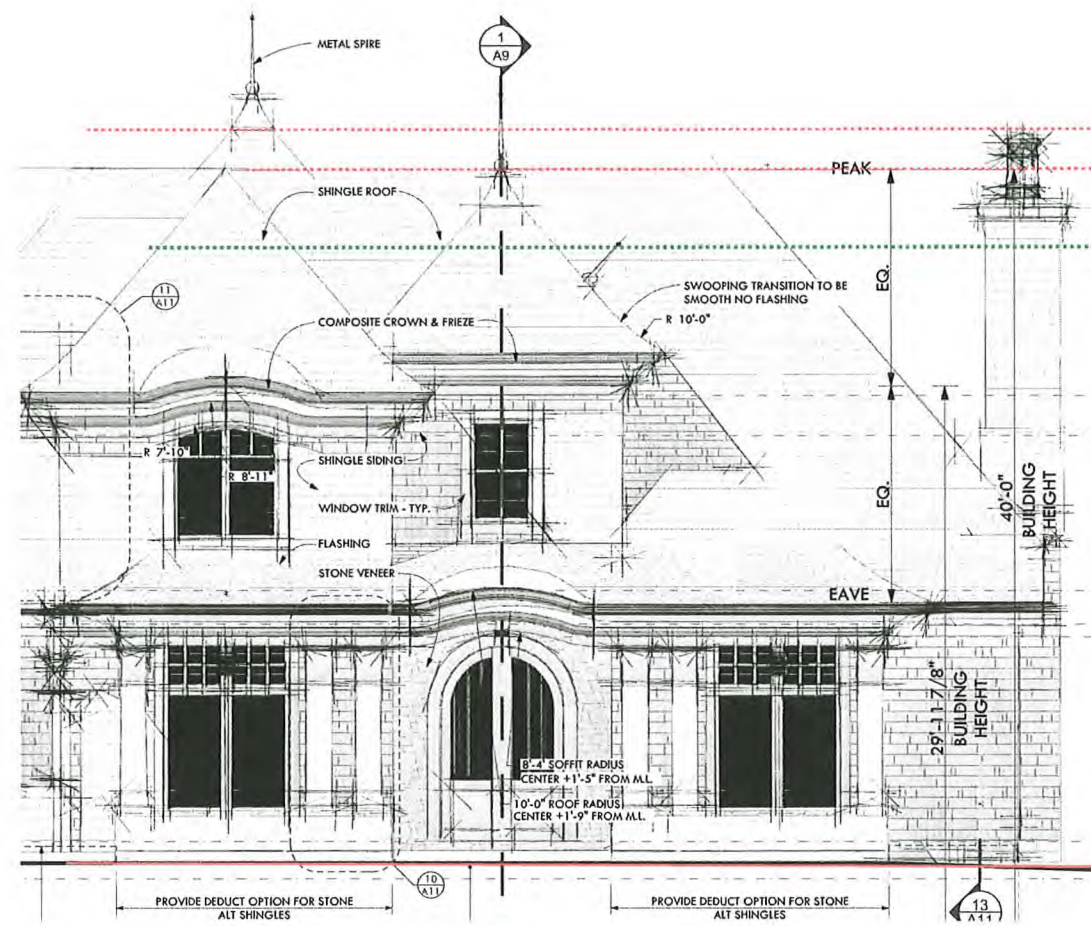 METAL SPIRE
1
A9
PEAK
SHINGLE ROOF
11
A11
SWOOPING TRANSITION TO BE
SMOOTH NO FLASHING
R 10'-0"
EQ.
COMPOSITE CROWN & FRIEZE
R 7'-10"
R 8'-11"
SHINGLE SIDING
WINDOW TRIM - TYP.
FLASHING
STONE VENEER
EQ.
40'-0"
BUILDING
HEIGHT
EAVE
29'-11-7/8"
BUILDING
HEIGHT
8'-4' SOFFIT RADIUS
CENTER +1'-5" FROM M.L.
10'-0" ROOF RADIUS
CENTER +1'-9" FROM M.L.
10
A11
13
A11
PROVIDE DEDUCT OPTION FOR STONE
ALT SHINGLES
PROVIDE DEDUCT OPTION FOR STONE
ALT SHINGLES